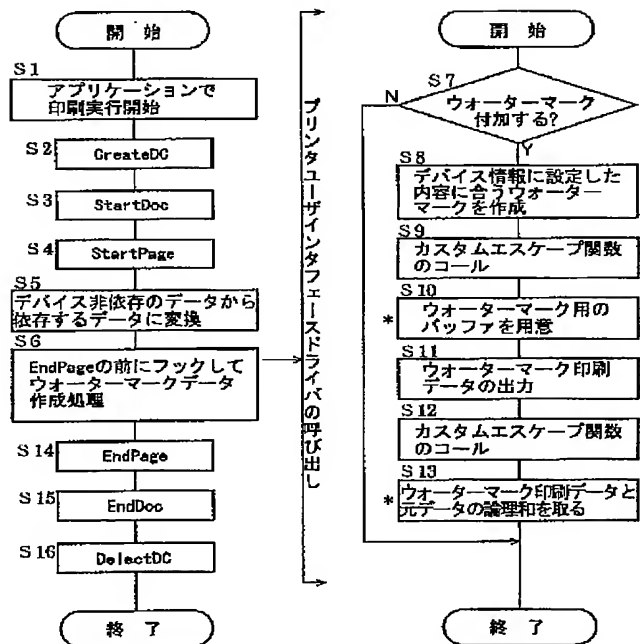 開 始
S1
アプリケーションで
印刷実行開始
S2
CreateDC
S3
StartDoc
S4
StartPage
S5
デバイス非依存のデータから
依存するデータに変換
S6
EndPageの前にフックして
ウォーターマークデータ
作成処理
S14
EndPage
S15
EndDoc
S16
DelectDC
終 了
プリンタユーザインタフェースドライバの呼び出し
開 始
S7
N
ウォーターマーク
付加する?
Y
S8
デバイス情報に設定した
内容に合うウォーター
マークを作成
S9
カスタムエスケープ関数
のコール
S10
* ウォーターマーク用の
バッファを用意
S11
ウォーターマーク印刷
データの出力
S12
カスタムエスケープ関数
のコール
S13
* ウォーターマーク印刷データと
元データの論理和を取る
終 了